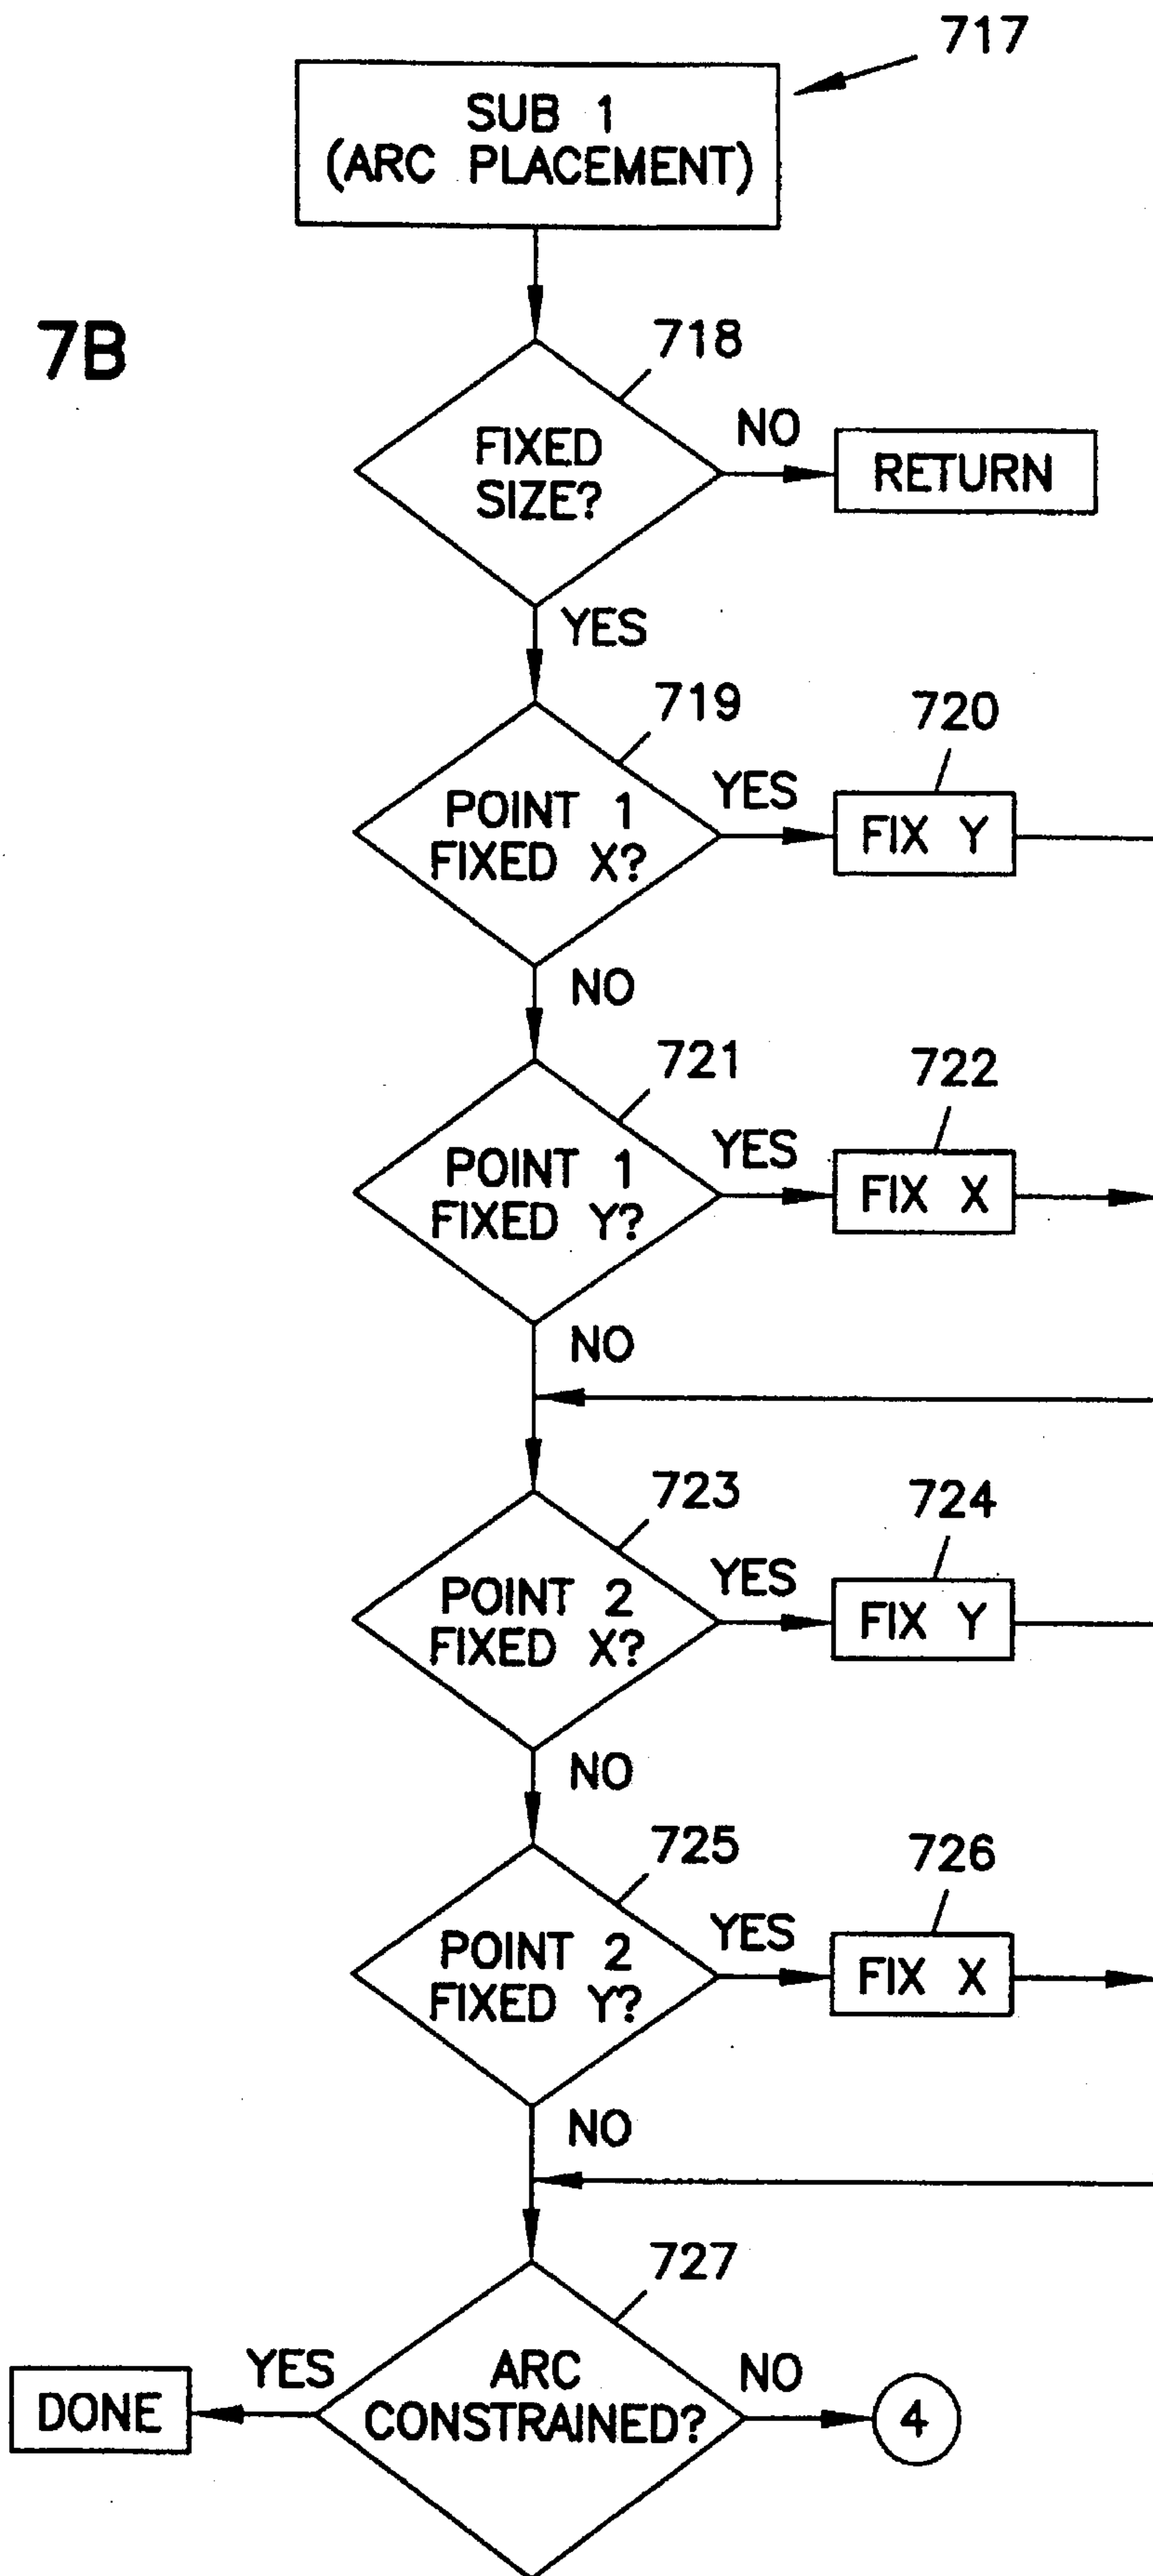 717
SUB 1
(ARC PLACEMENT)
7B
718
FIXED
SIZE?
NO
RETURN
YES
719
POINT 1
FIXED X?
YES
720
FIX Y
NO
721
POINT 1
FIXED Y?
YES
722
FIX X
NO
723
POINT 2
FIXED X?
YES
724
FIX Y
NO
725
POINT 2
FIXED Y?
YES
726
FIX X
NO
727
ARC
CONSTRAINED?
YES
DONE
NO
4